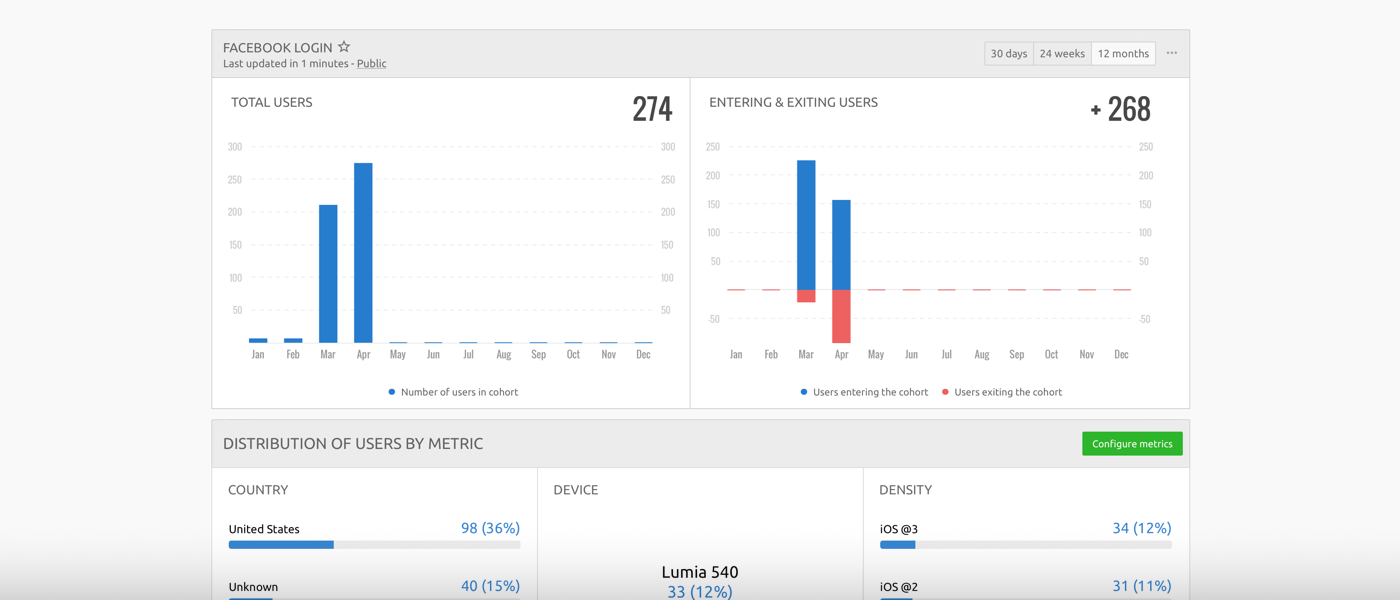 FACEBOOK LOGIN ☆
Last updated in 1 minutes - Public
30 days 24 weeks 12 months ···
TOTAL USERS
274
300 300
250 250
200 200
150 150
100 100
50 50
Jan Feb Mar Apr May Jun Jul Aug Sep Oct Nov Dec
Number of users in cohort
ENTERING & EXITING USERS
+ 268
250 250
200 200
150 150
100 100
50 50
-50 -50
Jan Feb Mar Apr May Jun Jul Aug Sep Oct Nov Dec
Users entering the cohort Users exiting the cohort
DISTRIBUTION OF USERS BY METRIC
Configure metrics
COUNTRY
United States 98 (36%)
Unknown 40 (15%)
DEVICE
Lumia 540
33 (12%)
DENSITY
iOS @3 34 (12%)
iOS @2 31 (11%)